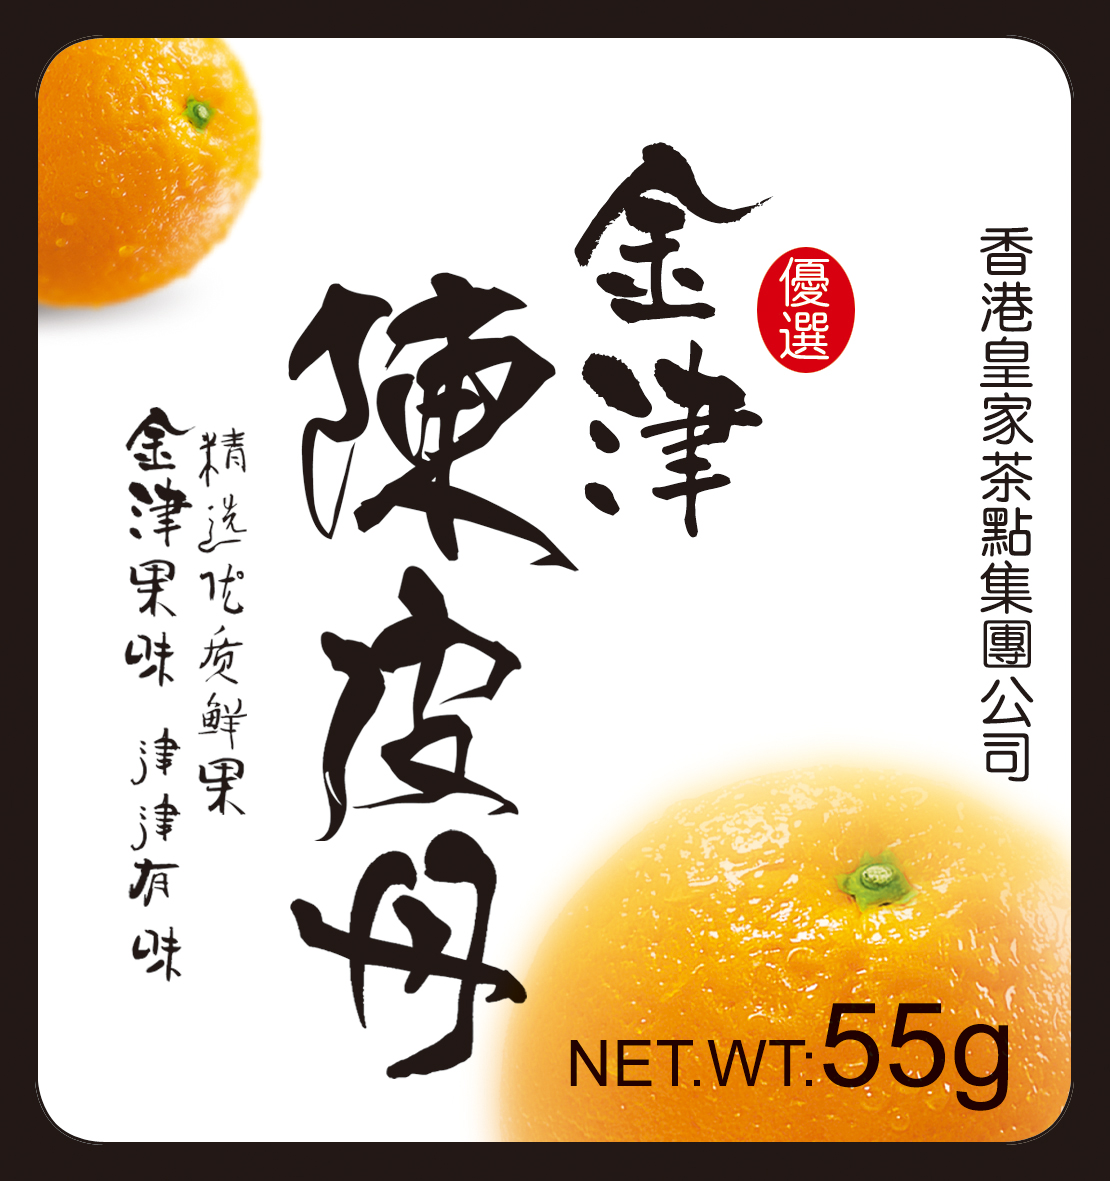 香港皇家茶點集團公司
優選
金津
陳皮丹
精选优质鲜果
金津果味 津津有味
NET.WT:55g